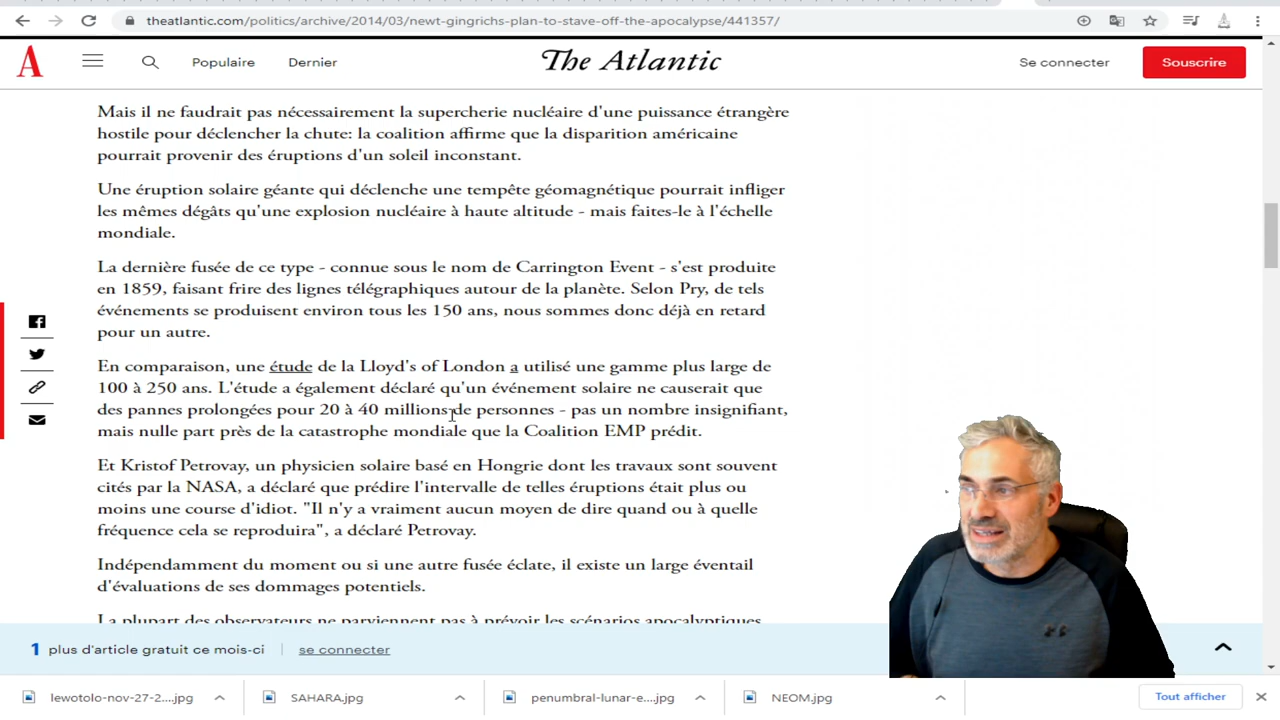 theatlantic.com/politics/archive/2014/03/newt-gingrichs-plan-to-stave-off-the-apocalypse/441357/
A
Populaire
Dernier
The Atlantic
Se connecter
Souscrire
Mais il ne faudrait pas nécessairement la supercherie nucléaire d'une puissance étrangère
hostile pour déclencher la chute: la coalition affirme que la disparition américaine
pourrait provenir des éruptions d'un soleil inconstant.
Une éruption solaire géante qui déclenche une tempête géomagnétique pourrait infliger
les mêmes dégâts qu'une explosion nucléaire à haute altitude - mais faites-le à l'échelle
mondiale.
La dernière fusée de ce type - connue sous le nom de Carrington Event - s'est produite
en 1859, faisant frire des lignes télégraphiques autour de la planète. Selon Pry, de tels
événements se produisent environ tous les 150 ans, nous sommes donc déjà en retard
pour un autre.
En comparaison, une étude de la Lloyd's of London a utilisé une gamme plus large de
100 à 250 ans. L'étude a également déclaré qu'un événement solaire ne causerait que
des pannes prolongées pour 20 à 40 millions de personnes - pas un nombre insignifiant,
mais nulle part près de la catastrophe mondiale que la Coalition EMP prédit.
Et Kristof Petrovay, un physicien solaire basé en Hongrie dont les travaux sont souvent
cités par la NASA, a déclaré que prédire l'intervalle de telles éruptions était plus ou
moins une course d'idiot. "Il n'y a vraiment aucun moyen de dire quand ou à quelle
fréquence cela se reproduira", a déclaré Petrovay.
Indépendamment du moment ou si une autre fusée éclate, il existe un large éventail
d'évaluations de ses dommages potentiels.
La plupart des observateurs ne parviennent pas à prévoir les scénarios apocalyptiques
1 plus d'article gratuit ce mois-ci
se connecter
lewotolo-nov-27-2....jpg
SAHARA.jpg
penumbral-lunar-e....jpg
NEOM.jpg
Tout afficher